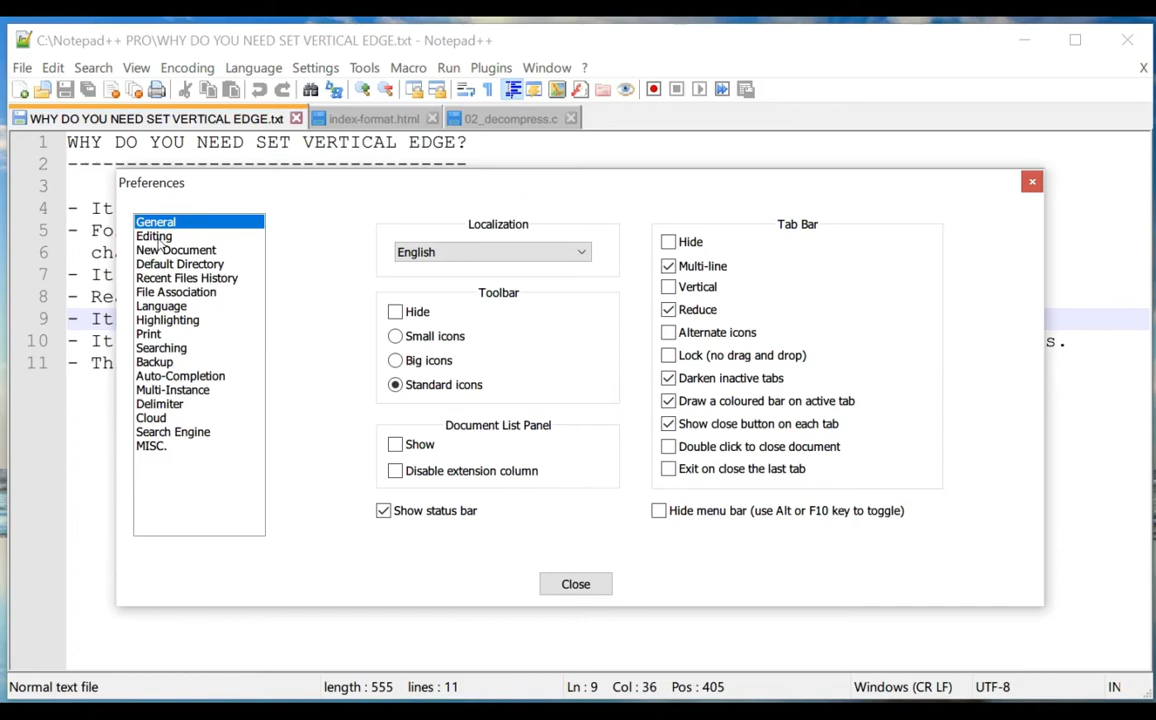 C:\Notepad++ PRO\WHY DO YOU NEED SET VERTICAL EDGE.txt - Notepad++
File Edit Search View Encoding Language Settings Tools Macro Run Plugins Window ? X
WHY DO YOU NEED SET VERTICAL EDGE.txt index-format.html 02_decompress.c
1 WHY DO YOU NEED SET VERTICAL EDGE?
2 ----------------------------------
3
4 - It
5 - Fo
6 cha
7 - It
8 - Rea
9 - It
10 - It s.
11 - Th
Preferences
General
Editing
New Document
Default Directory
Recent Files History
File Association
Language
Highlighting
Print
Searching
Backup
Auto-Completion
Multi-Instance
Delimiter
Cloud
Search Engine
MISC.
Localization
English
Toolbar
Hide
Small icons
Big icons
Standard icons
Document List Panel
Show
Disable extension column
Show status bar
Tab Bar
Hide
Multi-line
Vertical
Reduce
Alternate icons
Lock (no drag and drop)
Darken inactive tabs
Draw a coloured bar on active tab
Show close button on each tab
Double click to close document
Exit on close the last tab
Hide menu bar (use Alt or F10 key to toggle)
Close
Normal text file length : 555 lines : 11 Ln : 9 Col : 36 Pos : 405 Windows (CR LF) UTF-8 IN